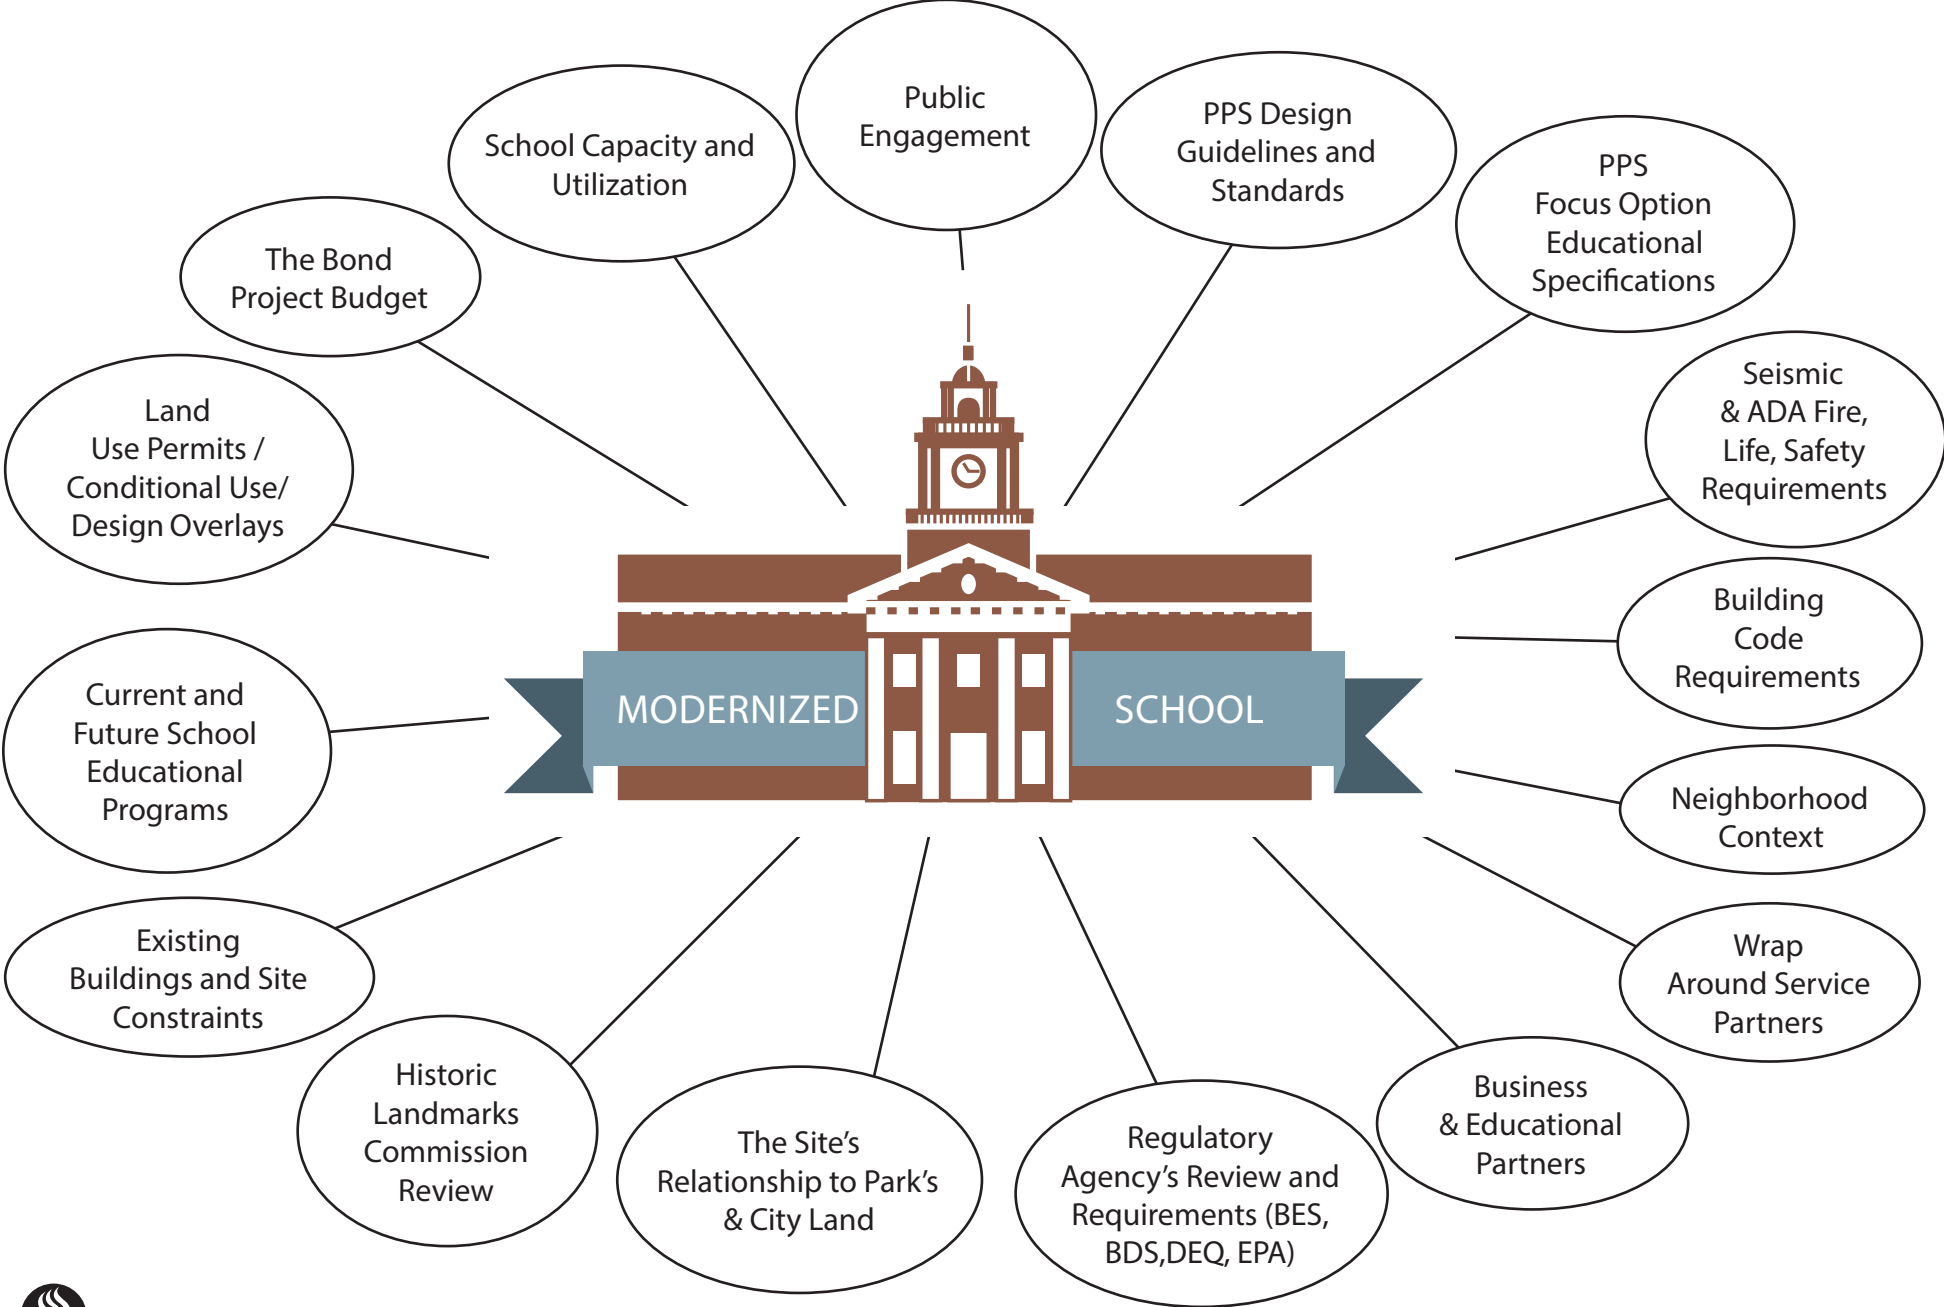 Public
Engagement
PPS Design
Guidelines and
Standards
PPS
Focus Option
Educational
Specifications
Seismic
& ADA Fire,
Life, Safety
Requirements
Building
Code
Requirements
Neighborhood
Context
Wrap
Around Service
Partners
Business
& Educational
Partners
Regulatory
Agency’s Review and
Requirements (BES,
BDS,DEQ, EPA)
The Site’s
Relationship to Park’s
& City Land
Historic
Landmarks
Commission
Review
Existing
Buildings and Site
Constraints
Current and
Future School
Educational
Programs
Land
Use Permits /
Conditional Use/
Design Overlays
The Bond
Project Budget
School Capacity and
Utilization
MODERNIZED SCHOOL